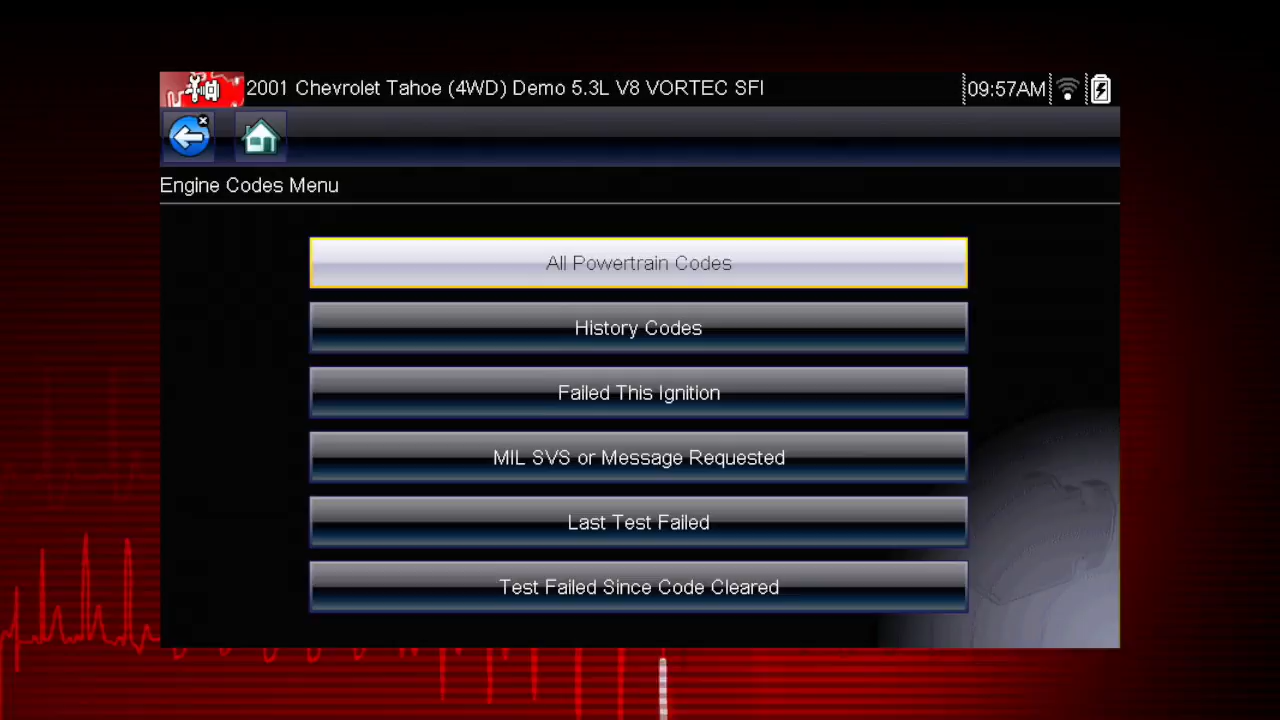 2001 Chevrolet Tahoe (4WD) Demo 5.3L V8 VORTEC SFI 09:57AM
Engine Codes Menu
All Powertrain Codes
History Codes
Failed This Ignition
MIL SVS or Message Requested
Last Test Failed
Test Failed Since Code Cleared